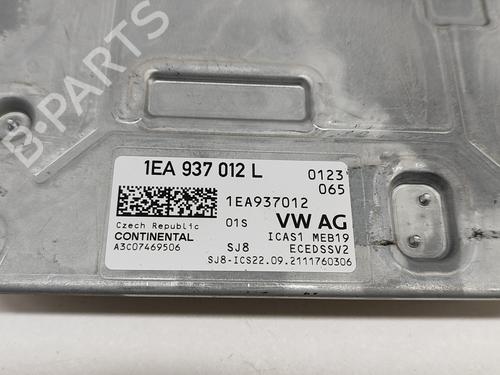 B-PARTS
1EA 937 012 L
0123
065
1EA937012
01S
VW AG
Czech Republic
CONTINENTAL
A3C07469506
ICAS1 MEB19
SJ8
ECEDSSV2
SJ8-ICS22.09.2111760306